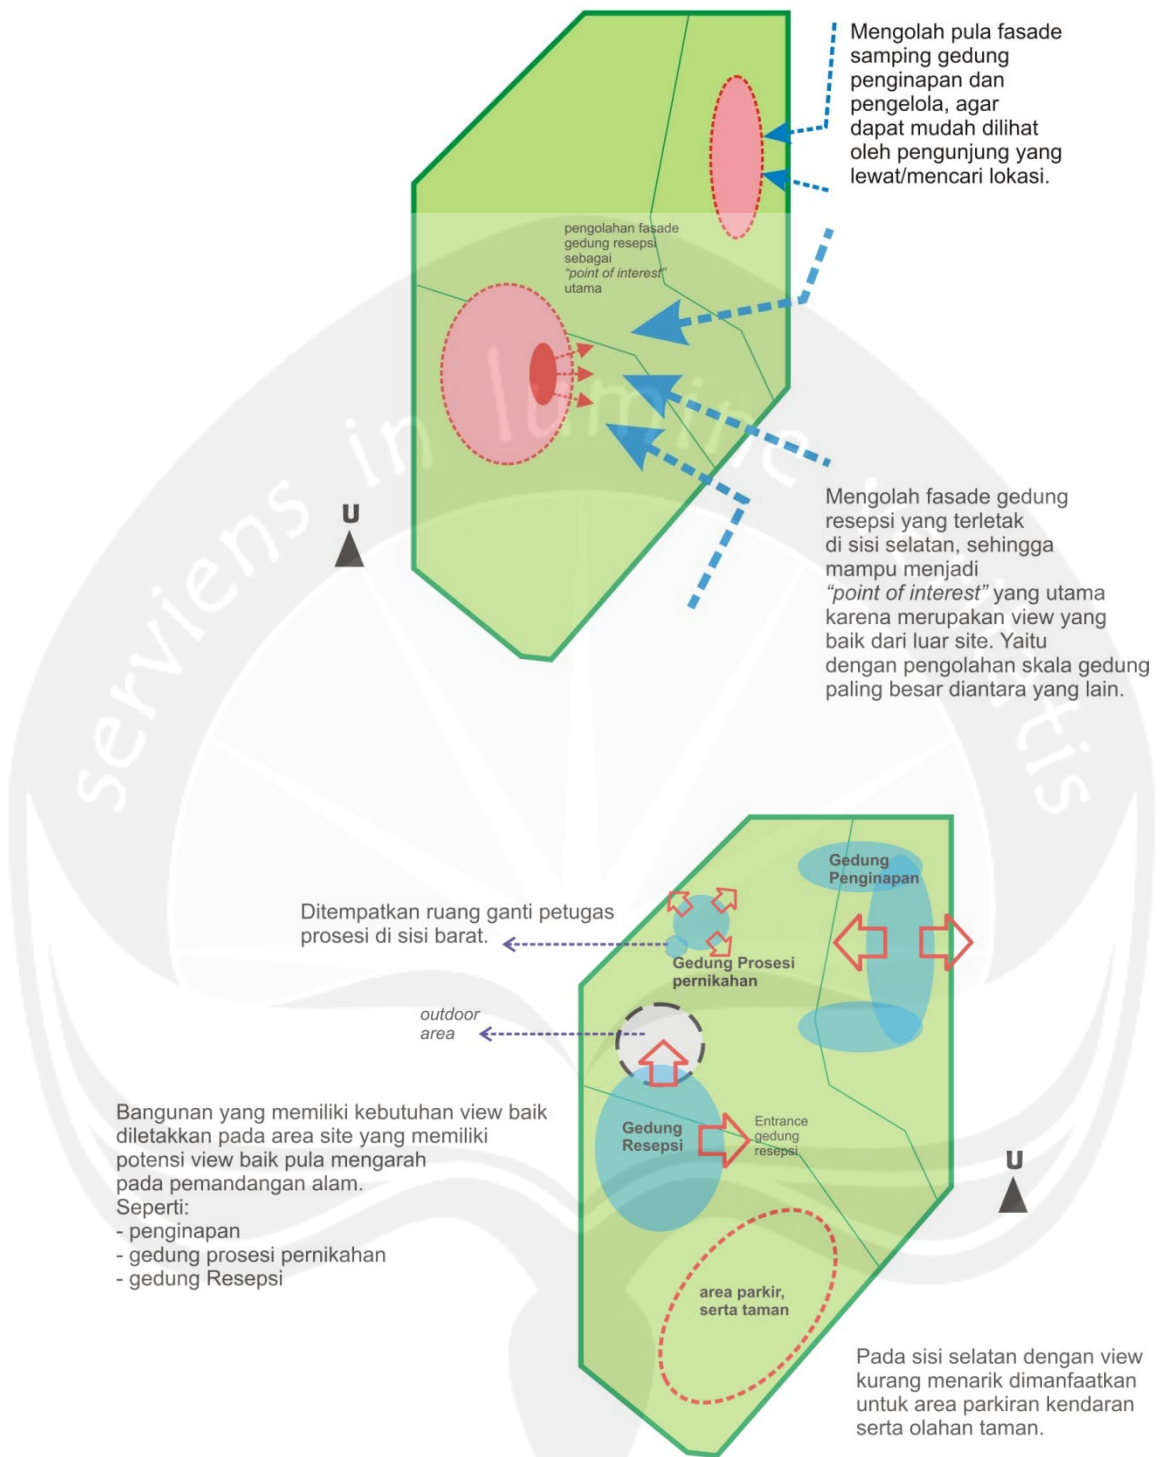 Mengolah pula fasade
samping gedung
penginapan dan
pengelola, agar
dapat mudah dilihat
oleh pengunjung yang
lewat/mencari lokasi.
pengolahan fasade
gedung resepsi
sebagai
“point of interest”
utama
U
Mengolah fasade gedung
resepsi yang terletak
di sisi selatan, sehingga
mampu menjadi
“point of interest” yang utama
karena merupakan view yang
baik dari luar site. Yaitu
dengan pengolahan skala gedung
paling besar diantara yang lain.
serviens in lumine veritatis
Gedung
Penginapan
Ditempatkan ruang ganti petugas
prosesi di sisi barat.
Gedung Prosesi
pernikahan
outdoor
area
Bangunan yang memiliki kebutuhan view baik
diletakkan pada area site yang memiliki
potensi view baik pula mengarah
pada pemandangan alam.
Seperti:
- penginapan
- gedung prosesi pernikahan
- gedung Resepsi
Gedung
Resepsi
Entrance
gedung
resepsi
U
area parkir,
serta taman
Pada sisi selatan dengan view
kurang menarik dimanfaatkan
untuk area parkiran kendaran
serta olahan taman.